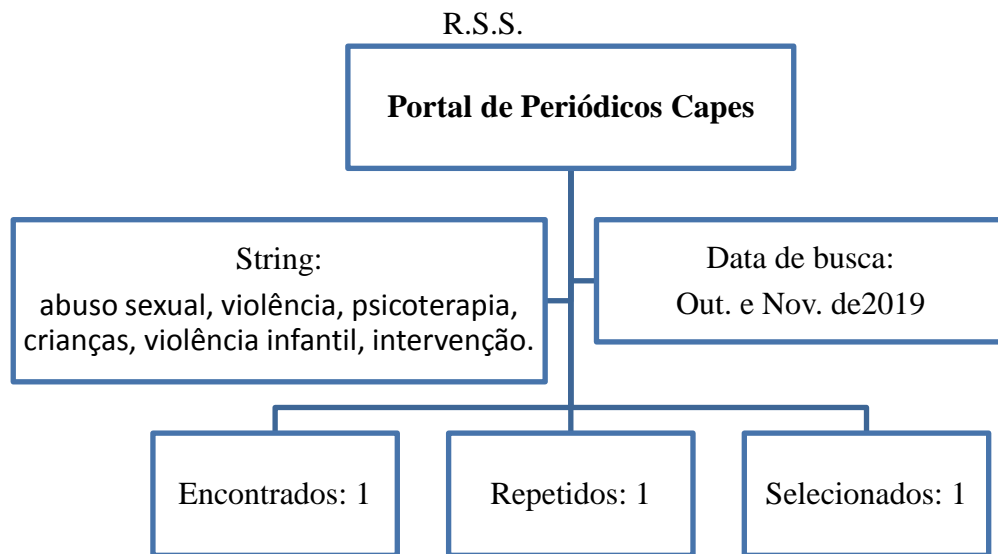 R.S.S.
Portal de Periódicos Capes
String:
abuso sexual, violência, psicoterapia,
crianças, violência infantil, intervenção.
Data de busca:
Out. e Nov. de2019
Encontrados: 1
Repetidos: 1
Selecionados: 1